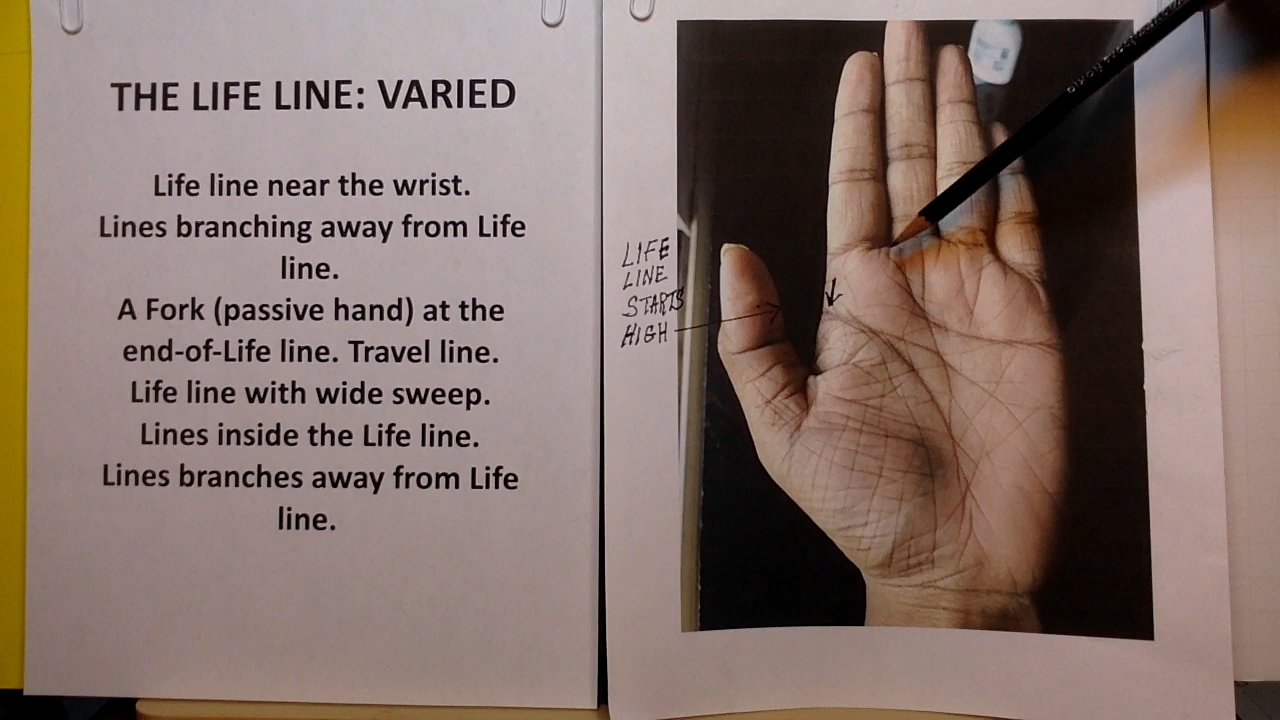 THE LIFE LINE: VARIED
Life line near the wrist.
Lines branching away from Life
line.
A Fork (passive hand) at the
end-of-Life line. Travel line.
Life line with wide sweep.
Lines inside the Life line.
Lines branches away from Life
line.
LIFE
LINE
STARTS
HIGH